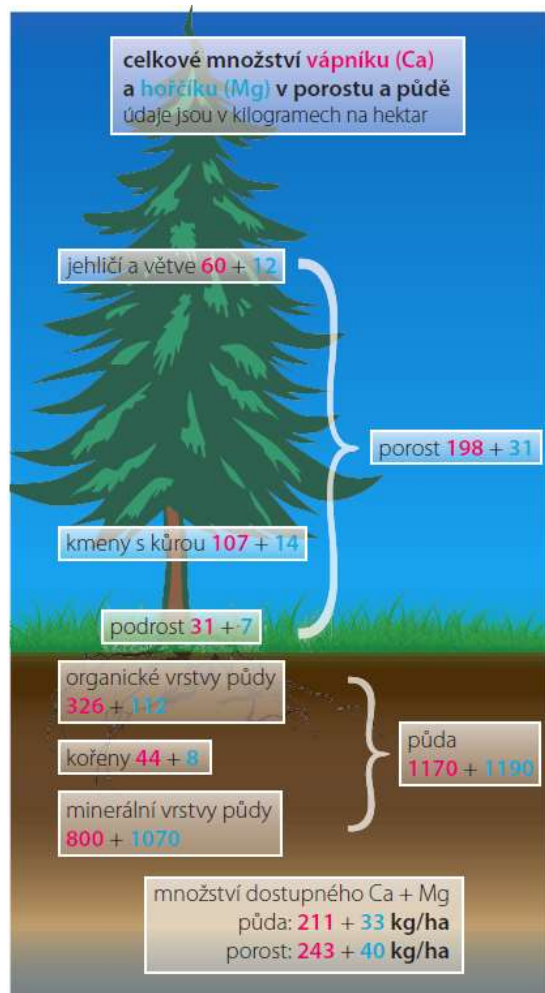 celkové množství vápníku (Ca)
a hořčíku (Mg) v porostu a půdě
údaje jsou v kilogramech na hektar
jehličí a větve 60 + 12
porost 198 + 31
kmeny s kůrou 107 + 14
podrost 31 + 7
organické vrstvy půdy
326 + 112
kořeny 44 + 8
půda
1170 + 1190
minerální vrstvy půdy
800 + 1070
množství dostupného Ca + Mg
půda: 211 + 33 kg/ha
porost: 243 + 40 kg/ha